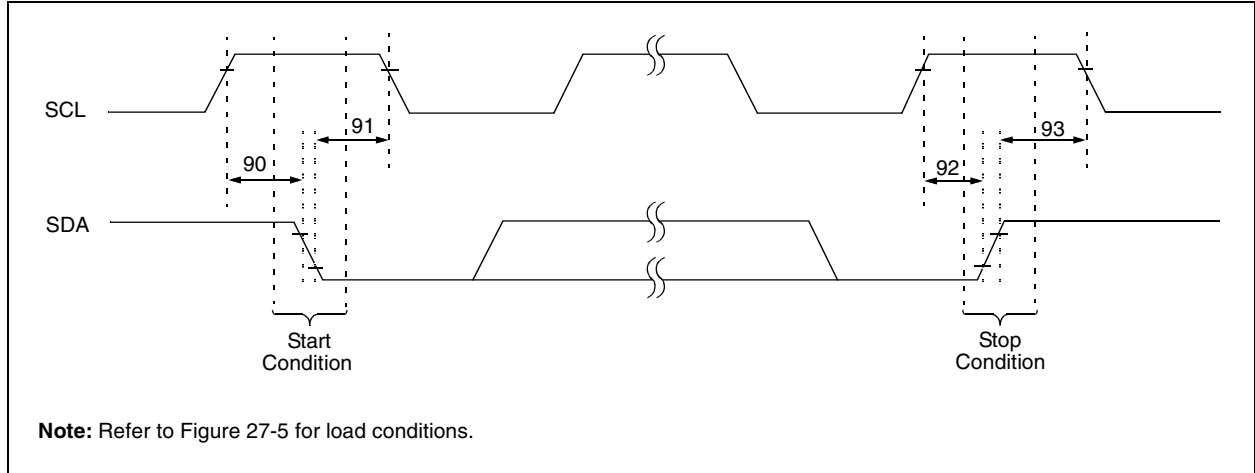 SCL
91
93
90
92
SDA
Start
Condition
Stop
Condition
Note: Refer to Figure 27-5 for load conditions.